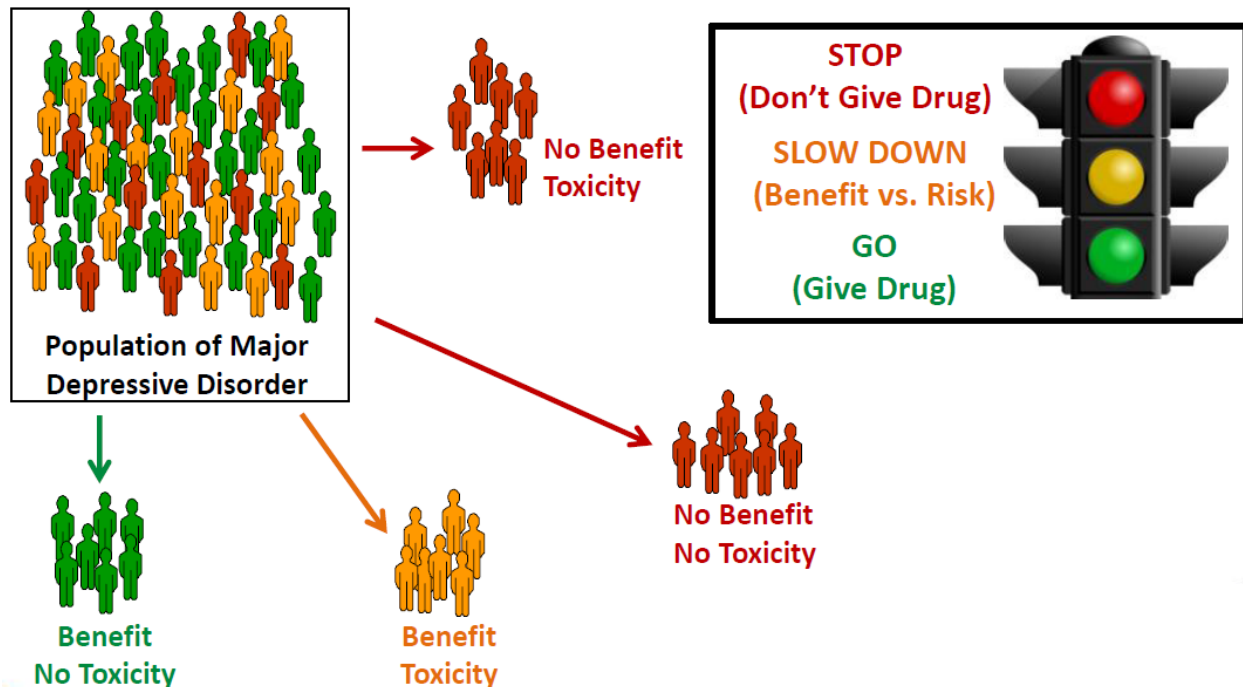 STOP
(Don't Give Drug)
SLOW DOWN
(Benefit vs. Risk)
GO
(Give Drug)
No Benefit
Toxicity
Population of Major
Depressive Disorder
No Benefit
No Toxicity
Benefit
No Toxicity
Benefit
Toxicity